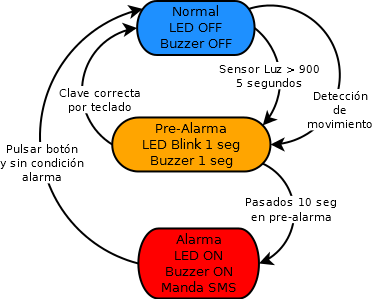 Normal
LED OFF
Buzzer OFF
Sensor Luz > 900
5 segundos
Detección
de
movimiento
Clave correcta
por teclado
Pre-Alarma
LED Blink 1 seg
Buzzer 1 seg
Pulsar botón
y sin condición
alarma
Pasados 10 seg
en pre-alarma
Alarma
LED ON
Buzzer ON
Manda SMS